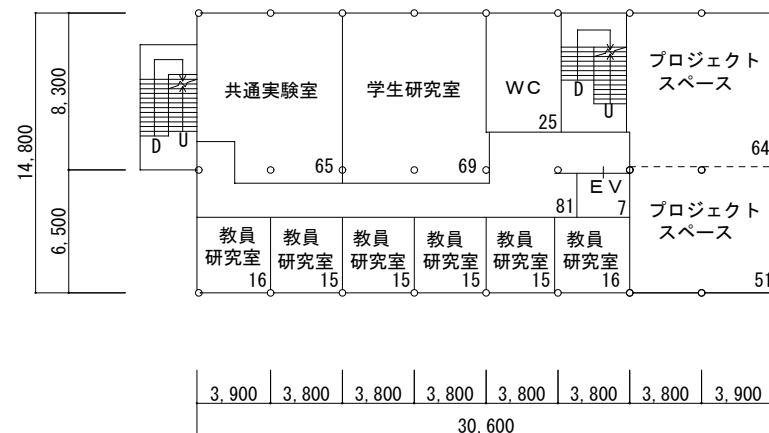 共通実験室
65
学生研究室
69
WC
25
D
U
D
U
プロジェクト
スペース
64
EV
7
81
プロジェクト
スペース
51
教員
研究室
16
教員
研究室
15
教員
研究室
15
教員
研究室
15
教員
研究室
15
教員
研究室
16
14,800
8,300
6,500
3,900
3,800
3,800
3,800
3,800
3,800
3,800
3,900
30,600